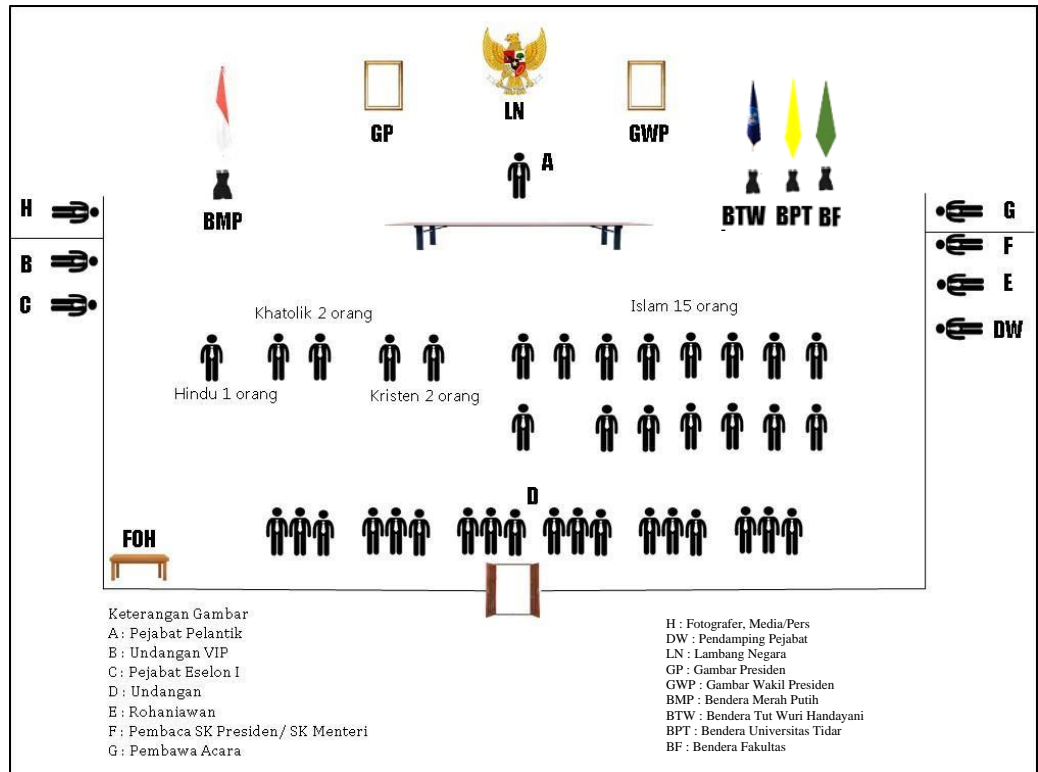 LN
GP
GWP
A
BMP
BTW
BPT
BF
H
G
B
F
C
E
DW
Khatolik 2 orang
Islam 15 orang
Hindu 1 orang
Kristen 2 orang
D
FOH
Keterangan Gambar
A : Pejabat Pelantik
B : Undangan VIP
C : Pejabat Eselon I
D : Undangan
E : Rohaniawan
F : Pembaca SK Presiden/ SK Menteri
G : Pembawa Acara
H : Fotografer, Media/Pers
DW : Pendamping Pejabat
LN : Lambang Negara
GP : Gambar Presiden
GWP : Gambar Wakil Presiden
BMP : Bendera Merah Putih
BTW : Bendera Tut Wuri Handayani
BPT : Bendera Universitas Tidar
BF : Bendera Fakultas